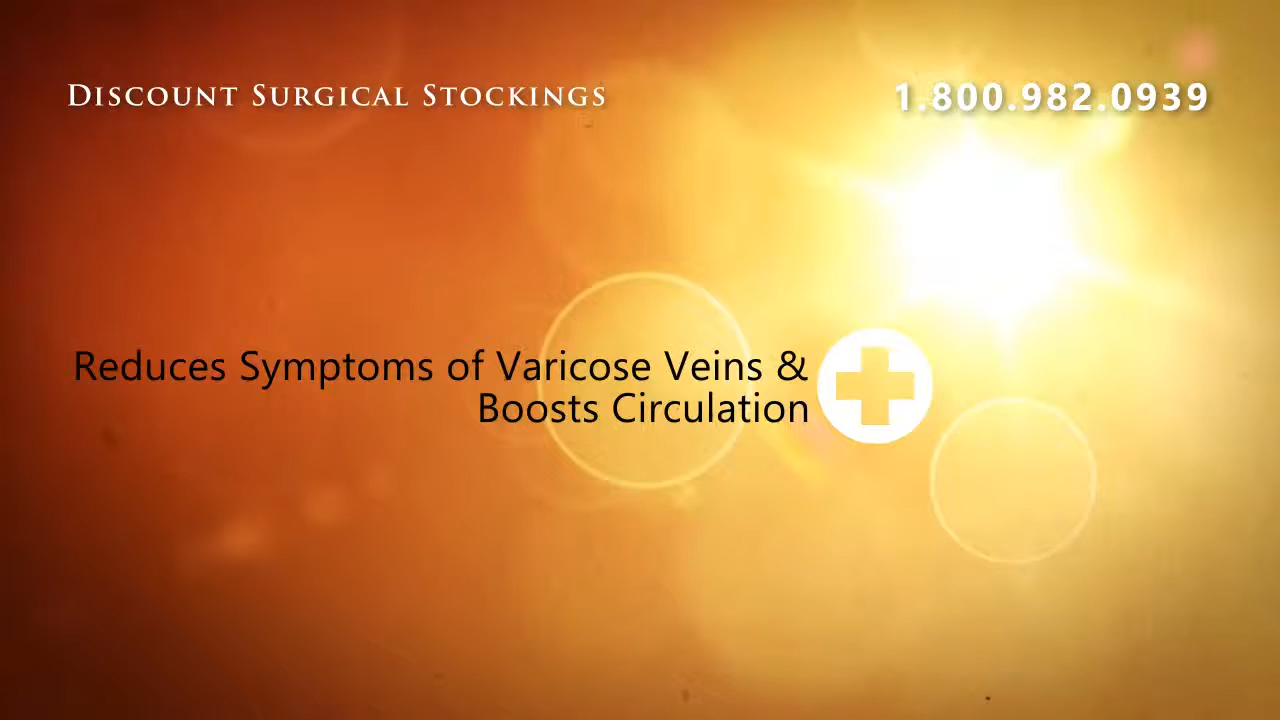 Discount Surgical Stockings
1.800.982.0939
Reduces Symptoms of Varicose Veins &
Boosts Circulation